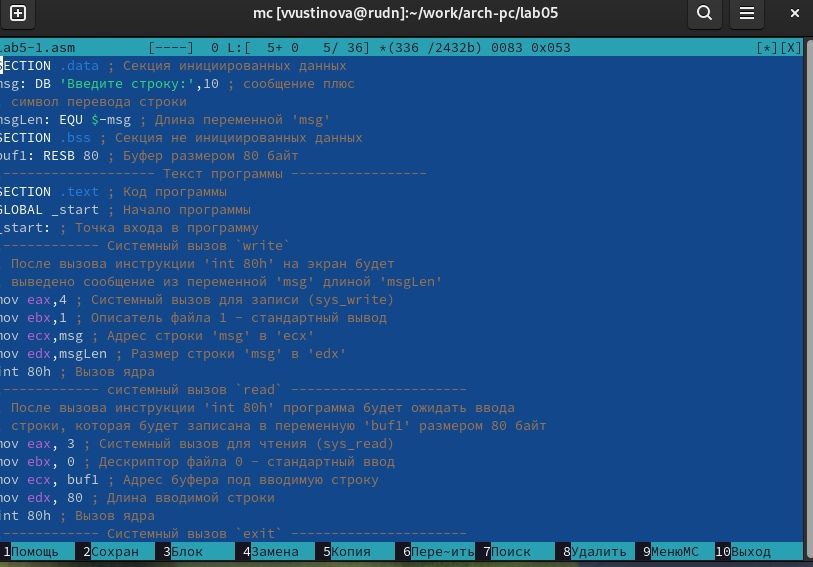 mc [vvustinova@rudn]:~/work/arch-pc/lab05
lab5-1.asm [----] 0 L:[ 5+ 0 5/ 36] *(336 /2432b) 0083 0x053 [*][X]
SECTION .data ; Секция инициированных данных
msg: DB 'Введите строку:',10 ; сообщение плюс
символ перевода строки
msgLen: EQU $-msg ; Длина переменной 'msg'
SECTION .bss ; Секция не инициированных данных
buf1: RESB 80 ; Буфер размером 80 байт
------------------- Текст программы -----------------
SECTION .text ; Код программы
GLOBAL _start ; Начало программы
_start: ; Точка входа в программу
------------ Системный вызов `write`
После вызова инструкции 'int 80h' на экран будет
выведено сообщение из переменной 'msg' длиной 'msgLen'
mov eax,4 ; Системный вызов для записи (sys_write)
mov ebx,1 ; Описатель файла 1 - стандартный вывод
mov ecx,msg ; Адрес строки 'msg' в 'ecx'
mov edx,msgLen ; Размер строки 'msg' в 'edx'
int 80h ; Вызов ядра
------------ системный вызов `read` ----------------------
После вызова инструкции 'int 80h' программа будет ожидать ввода
строки, которая будет записана в переменную 'buf1' размером 80 байт
mov eax, 3 ; Системный вызов для чтения (sys_read)
mov ebx, 0 ; Дескриптор файла 0 - стандартный ввод
mov ecx, buf1 ; Адрес буфера под вводимую строку
mov edx, 80 ; Длина вводимой строки
int 80h ; Вызов ядра
------------ Системный вызов `exit` ----------------------
1Помощь 2Сохран 3Блок 4Замена 5Копия 6Пере~ить 7Поиск 8Удалить 9МенюMC 10Выход